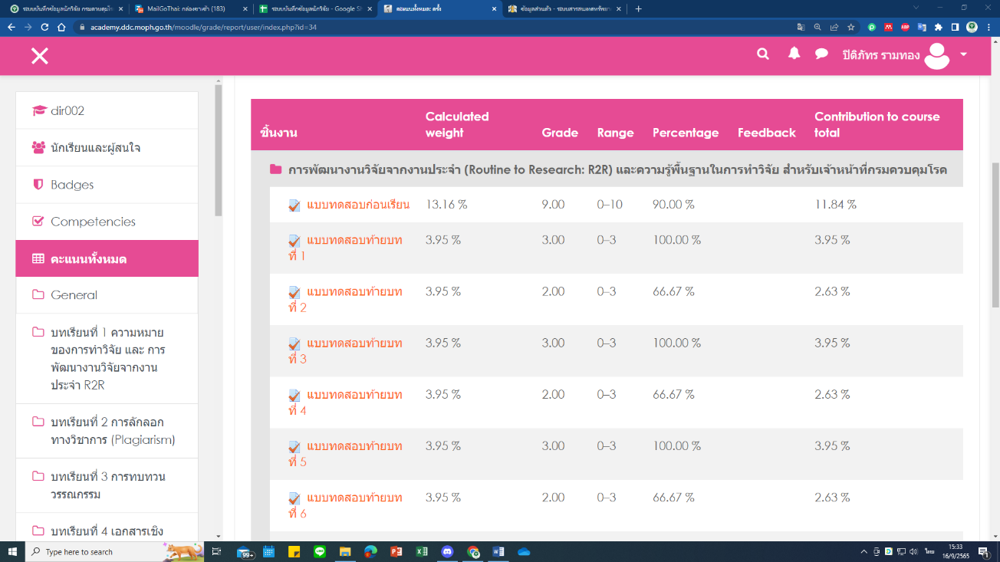 ระบบบันทึกข้อมูลนักวิจัย กรมควบคุมโร
MailGoThai: กล่องขาเข้า (183)
ระบบบันทึกข้อมูลนักวิจัย - Google Sh
คะแนนทั้งหมด: ครั้ง
ข้อมูลส่วนตัว - ระบบสารสนเทศทรัพยา
academy.ddc.moph.go.th/moodle/grade/report/user/index.php?id=34
ปิติภัทร รามทอง
dir002
นักเรียนและผู้สนใจ
Badges
Competencies
คะแนนทั้งหมด
General
บทเรียนที่ 1 ความหมาย
ของการทำวิจัย และ การ
พัฒนางานวิจัยจากงาน
ประจำ R2R
บทเรียนที่ 2 การลักลอก
ทางวิชาการ (Plagiarism)
บทเรียนที่ 3 การทบทวน
วรรณกรรม
บทเรียนที่ 4 เอกสารเชิง
ชิ้นงาน Calculated weight Grade Range Percentage Feedback Contribution to course total
การพัฒนางานวิจัยจากงานประจำ (Routine to Research: R2R) และความรู้พื้นฐานในการทำวิจัย สำหรับเจ้าหน้าที่กรมควบคุมโรค
แบบทดสอบก่อนเรียน 13.16 % 9.00 0–10 90.00 % 11.84 %
แบบทดสอบท้ายบท 3.95 % 3.00 0–3 100.00 % 3.95 %
ที่ 1
แบบทดสอบท้ายบท 3.95 % 2.00 0–3 66.67 % 2.63 %
ที่ 2
แบบทดสอบท้ายบท 3.95 % 3.00 0–3 100.00 % 3.95 %
ที่ 3
แบบทดสอบท้ายบท 3.95 % 2.00 0–3 66.67 % 2.63 %
ที่ 4
แบบทดสอบท้ายบท 3.95 % 3.00 0–3 100.00 % 3.95 %
ที่ 5
แบบทดสอบท้ายบท 3.95 % 2.00 0–3 66.67 % 2.63 %
ที่ 6
Type here to search
99+
ไทย
15:33
16/9/2565
1